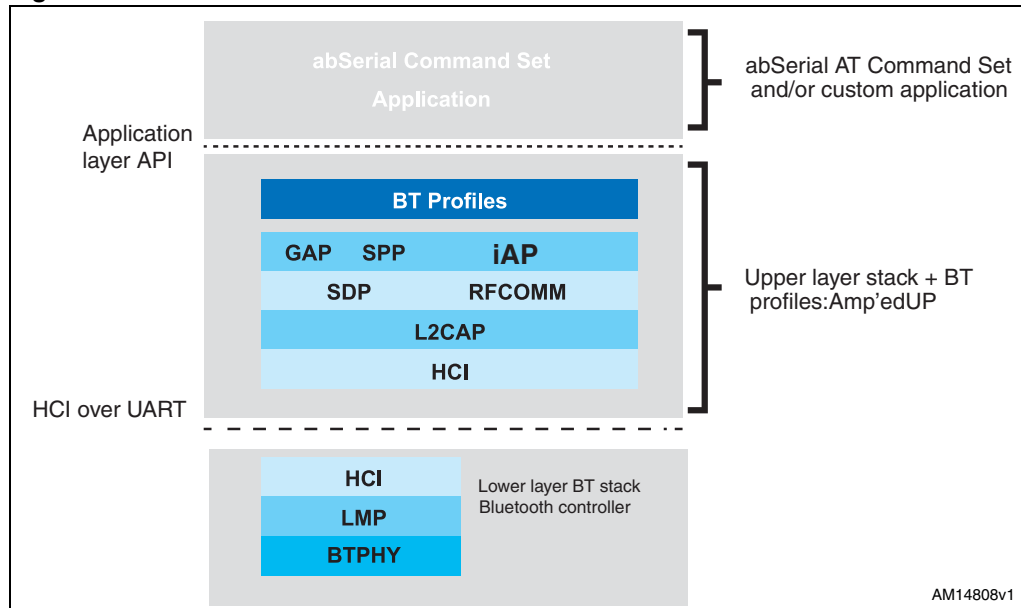 abSerial Command Set
Application
abSerial AT Command Set
and/or custom application
Application
layer API
BT Profiles
GAP SPP iAP
SDP RFCOMM
L2CAP
HCI
Upper layer stack + BT
profiles:Amp'edUP
HCI over UART
HCI
LMP
BTPHY
Lower layer BT stack
Bluetooth controller
AM14808v1